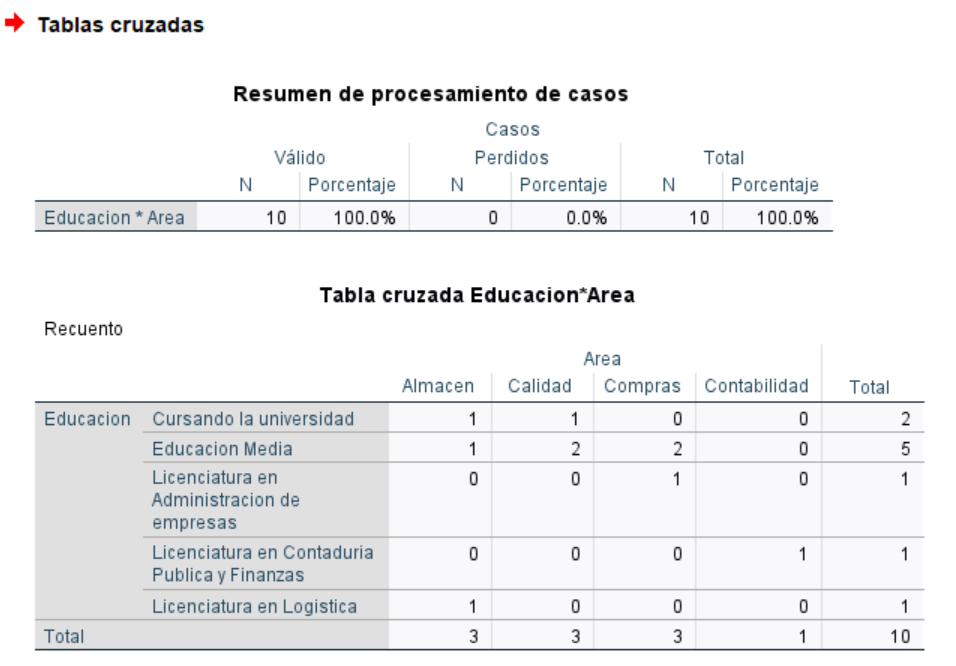 Tablas cruzadas
Resumen de procesamiento de casos
Casos
Válido Perdidos Total
N Porcentaje N Porcentaje N Porcentaje
Educacion * Area 10 100.0% 0 0.0% 10 100.0%
Tabla cruzada Educacion*Area
Recuento
Area
Almacen Calidad Compras Contabilidad Total
Educacion Cursando la universidad 1 1 0 0 2
Educacion Media 1 2 2 0 5
Licenciatura en 0 0 1 0 1
Administracion de
empresas
Licenciatura en Contaduria 0 0 0 1 1
Publica y Finanzas
Licenciatura en Logistica 1 0 0 0 1
Total 3 3 3 1 10